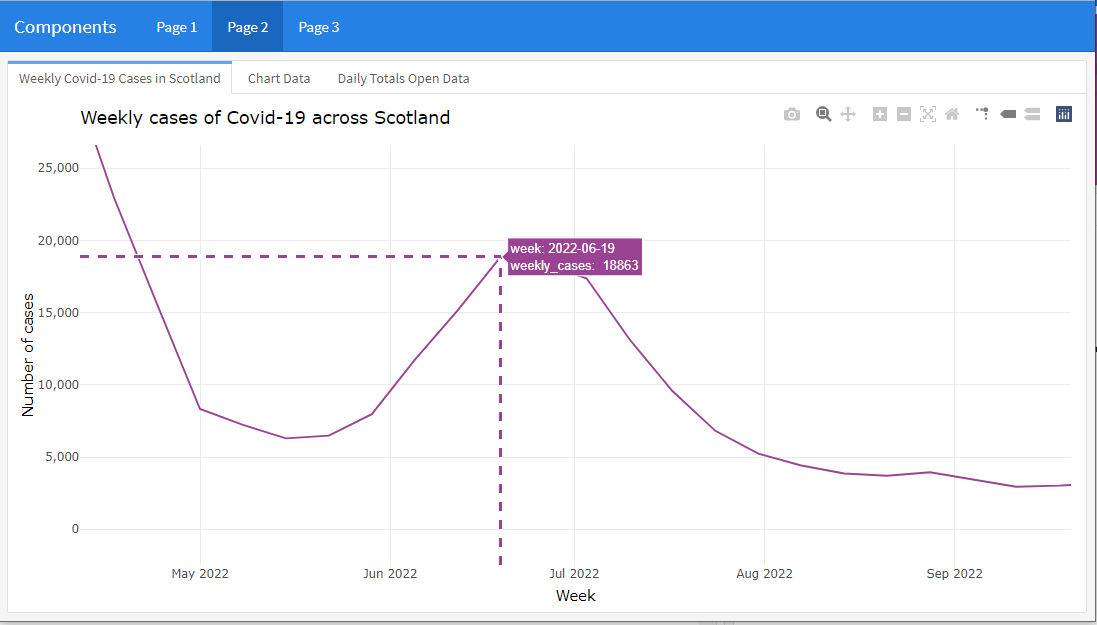 Components Page 1 Page 2 Page 3
Weekly Covid-19 Cases in Scotland Chart Data Daily Totals Open Data
Weekly cases of Covid-19 across Scotland
Number of cases
25,000
20,000
15,000
10,000
5,000
0
week: 2022-06-19
weekly_cases: 18863
May 2022 Jun 2022 Jul 2022 Aug 2022 Sep 2022
Week